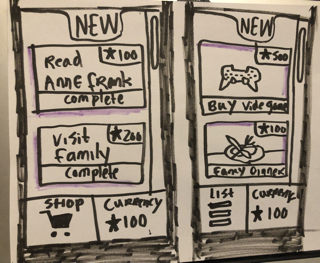 NEW
★100
Read
Anne Frank
complete
★200
Visit
Family
Complete
SHOP
Currency
★100
NEW
★500
Buy vide game
★100
Fancy Dinner
List
Currency
★100